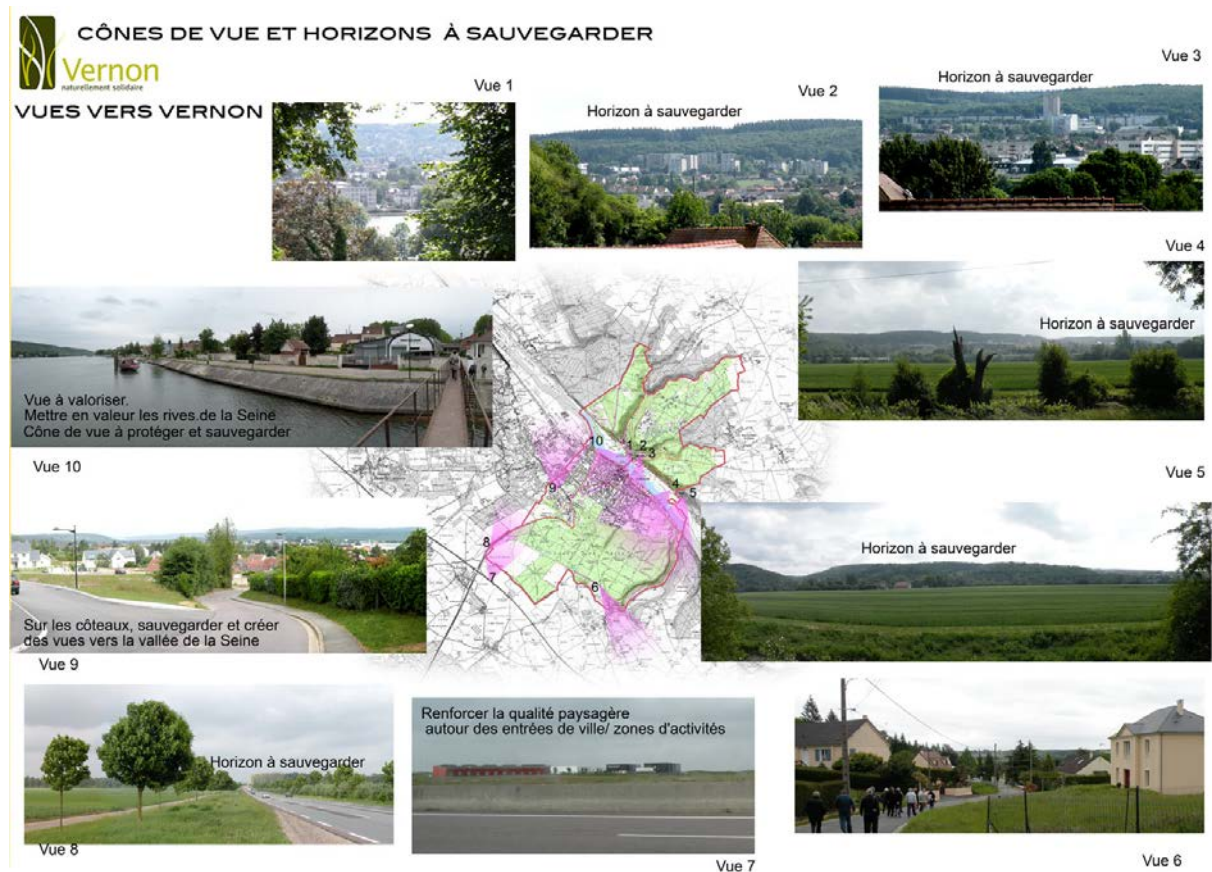 CÔNES DE VUE ET HORIZONS À SAUVEGARDER
Vernon
naturellement solidaire
VUES VERS VERNON
Vue 1
Horizon à sauvegarder
Vue 2
Horizon à sauvegarder
Vue 3
Vue 4
Horizon à sauvegarder
Vue à valoriser.
Mettre en valeur les rives de la Seine
Cône de vue à protéger et sauvegarder
Vue 10
10
1
2
3
4
5
9
8
7
6
Vue 5
Horizon à sauvegarder
Sur les côteaux, sauvegarder et créer
des vues vers la vallée de la Seine
Vue 9
Horizon à sauvegarder
Vue 8
Renforcer la qualité paysagère
autour des entrées de ville/ zones d'activités
Vue 7
Vue 6